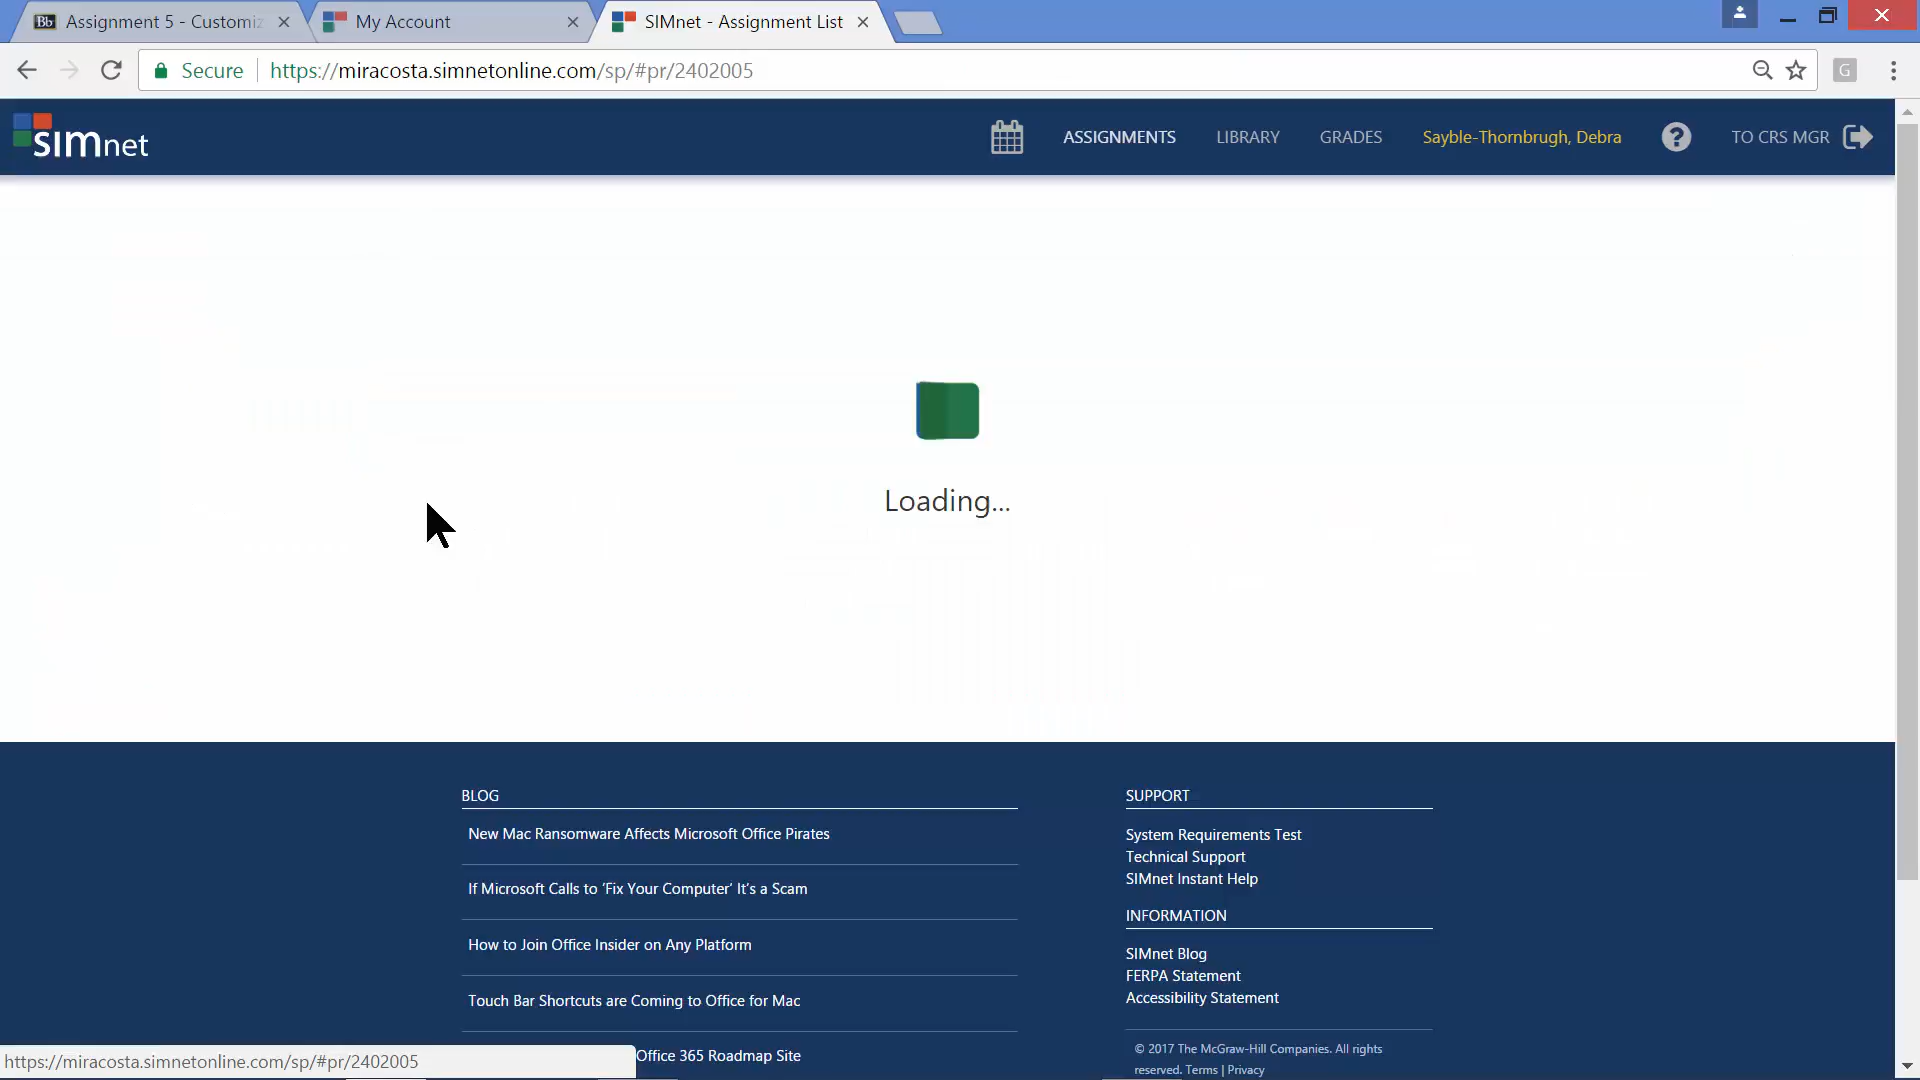 Bb Assignment 5 - Customiz
My Account
SIMnet - Assignment List
Secure https://miracosta.simnetonline.com/sp/#pr/2402005
G
simnet
ASSIGNMENTS
LIBRARY
GRADES
Sayble-Thornbrugh, Debra
?
TO CRS MGR
Loading...
BLOG
New Mac Ransomware Affects Microsoft Office Pirates
If Microsoft Calls to ‘Fix Your Computer’ It’s a Scam
How to Join Office Insider on Any Platform
Touch Bar Shortcuts are Coming to Office for Mac
Office 365 Roadmap Site
SUPPORT
System Requirements Test
Technical Support
SIMnet Instant Help
INFORMATION
SIMnet Blog
FERPA Statement
Accessibility Statement
© 2017 The McGraw-Hill Companies. All rights
reserved. Terms | Privacy
https://miracosta.simnetonline.com/sp/#pr/2402005